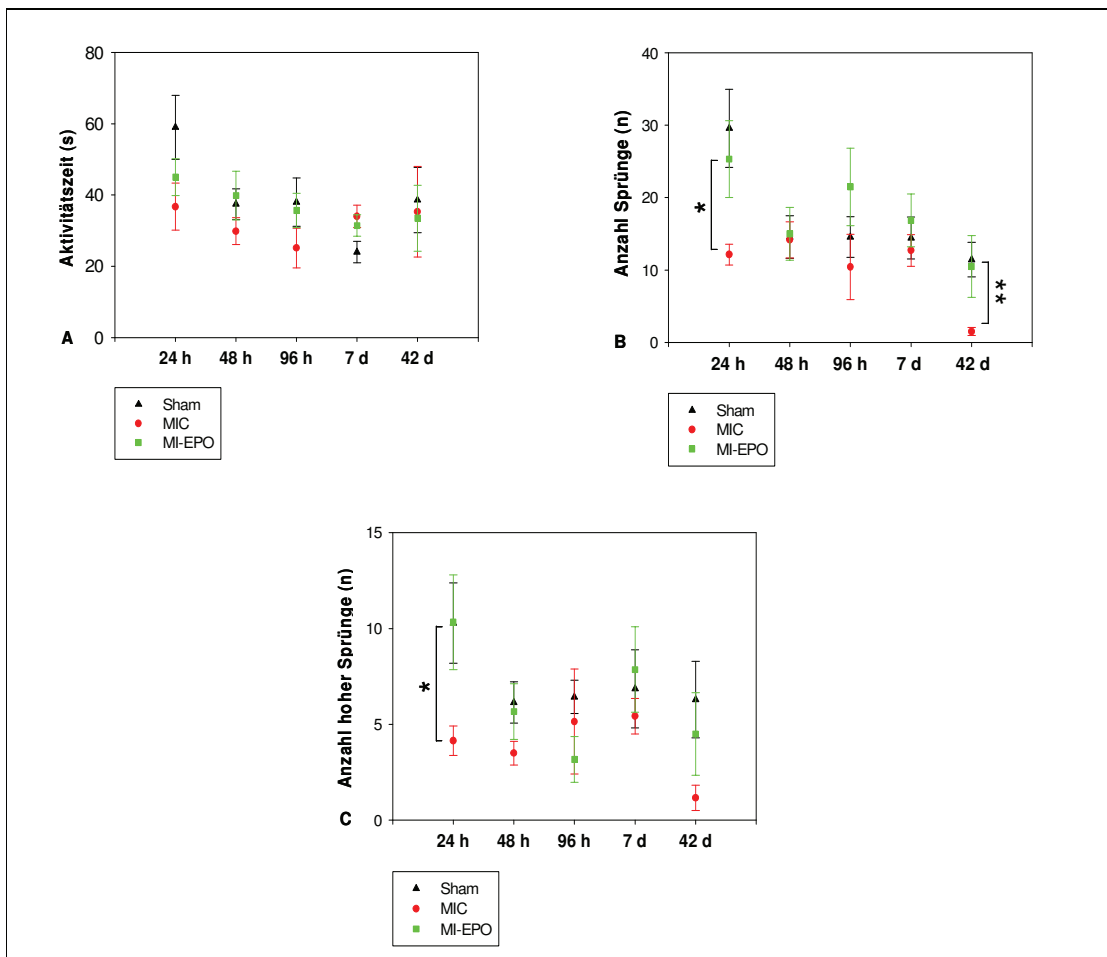 80
60
40
20
0
Aktivitätszeit (s)
A
24 h 48 h 96 h 7 d 42 d
Sham
MIC
MI-EPO
40
30
20
10
0
Anzahl Sprünge (n)
B
*
**
24 h 48 h 96 h 7 d 42 d
Sham
MIC
MI-EPO
15
10
5
0
Anzahl hoher Sprünge (n)
C
*
24 h 48 h 96 h 7 d 42 d
Sham
MIC
MI-EPO